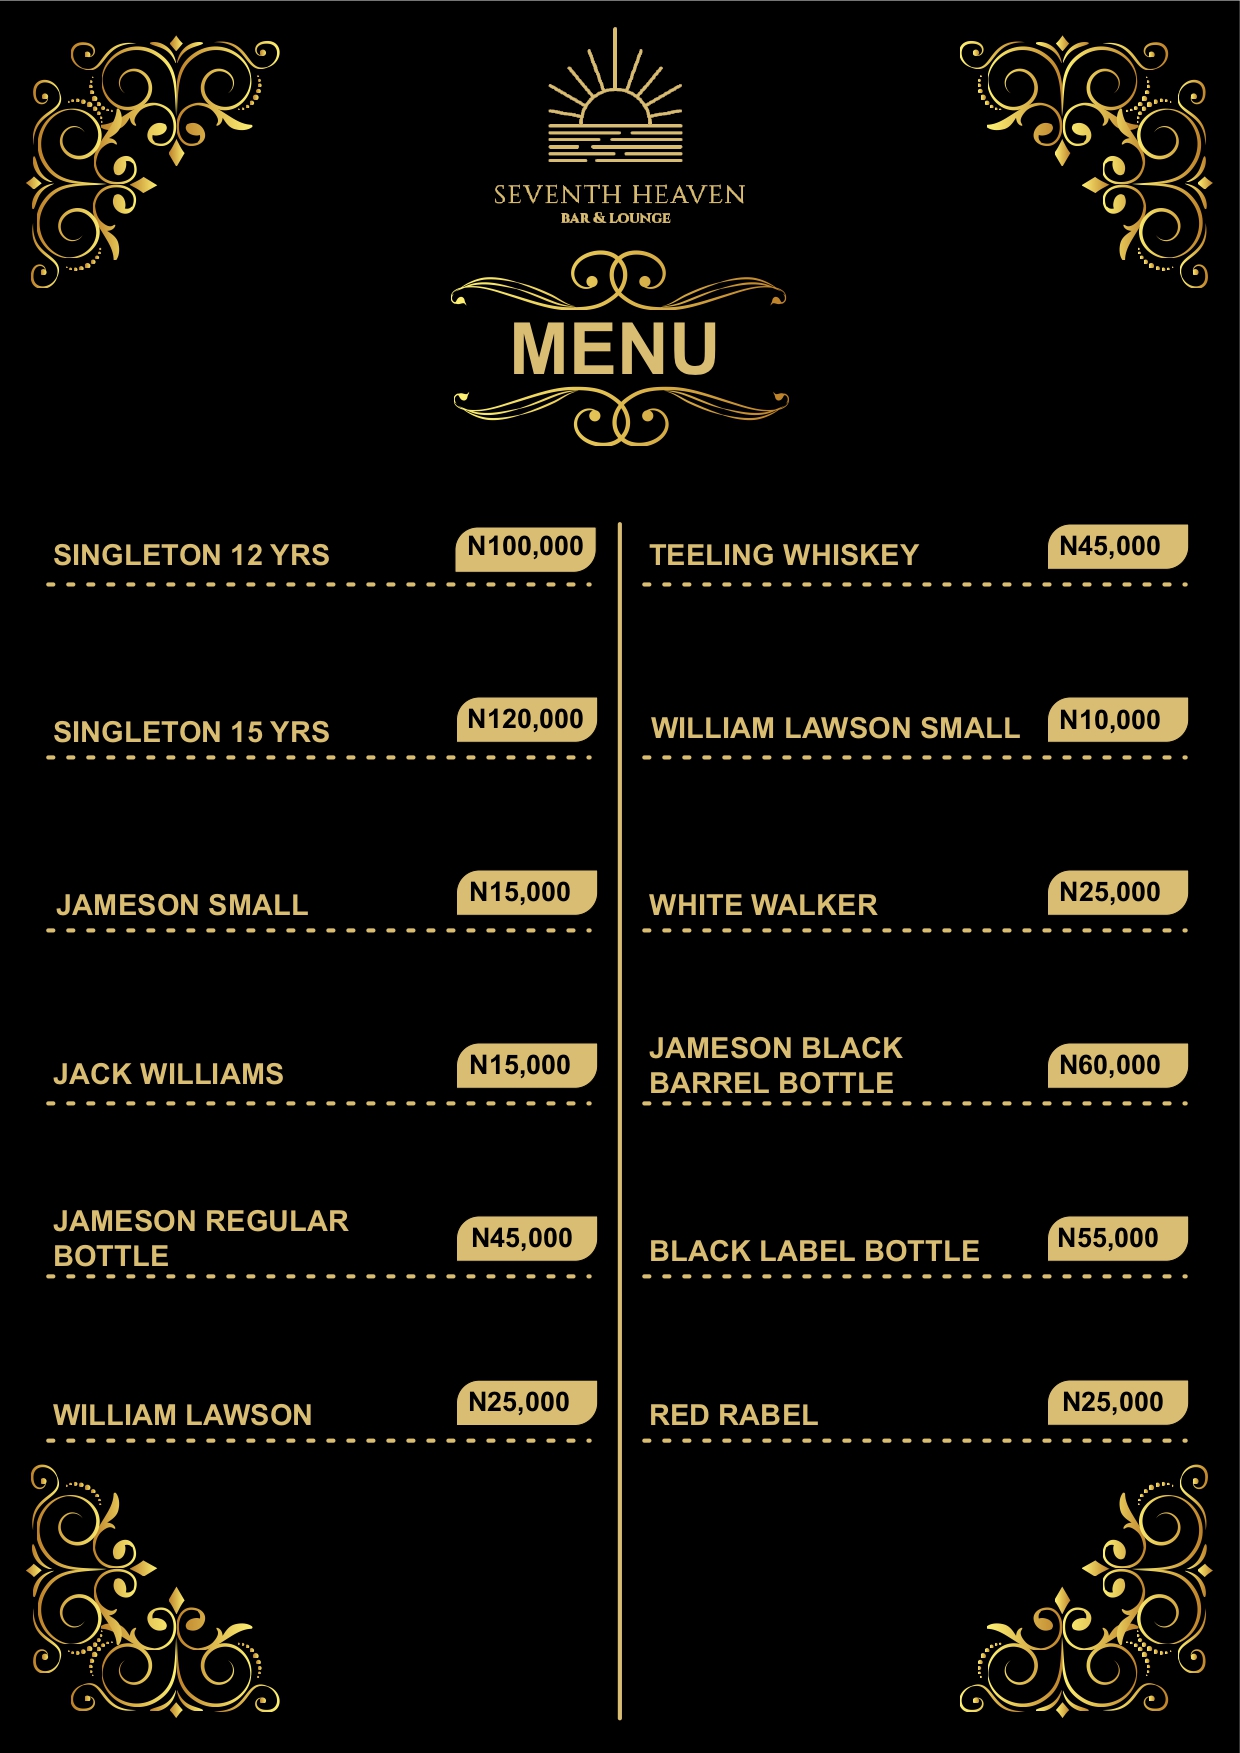 SEVENTH HEAVEN
BAR & LOUNGE
MENU
SINGLETON 12 YRS N100,000
SINGLETON 15 YRS N120,000
JAMESON SMALL N15,000
JACK WILLIAMS N15,000
JAMESON REGULAR
BOTTLE N45,000
WILLIAM LAWSON N25,000
TEELING WHISKEY N45,000
WILLIAM LAWSON SMALL N10,000
WHITE WALKER N25,000
JAMESON BLACK
BARREL BOTTLE N60,000
BLACK LABEL BOTTLE N55,000
RED RABEL N25,000